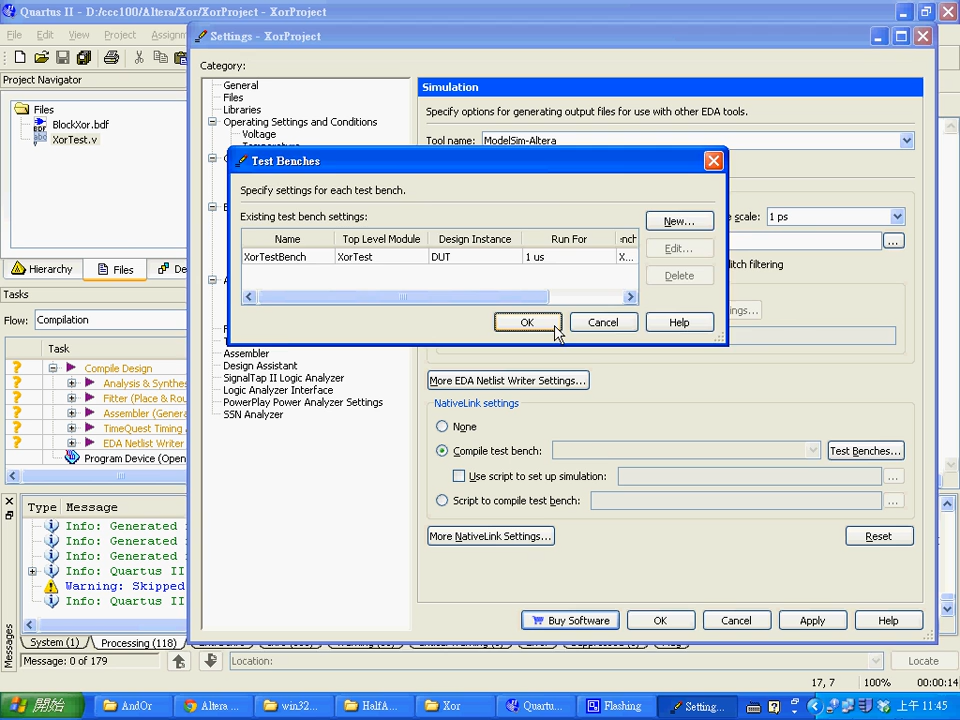 Quartus II - D:/ccc100/Altera/Xor/XorProject - XorProject
File Edit View Project Assignm
Settings - XorProject
Project Navigator
Files
BlockXor.bdf
XorTest.v
Hierarchy Files De
Tasks
Flow: Compilation
Task
Compile Design
Analysis & Synthes
Fitter (Place & Rou
Assembler (Genera
TimeQuest Timing
EDA Netlist Writer
Program Device (Open
Category:
General
Files
Libraries
Operating Settings and Conditions
Voltage
Temperature
Assembler
Design Assistant
SignalTap II Logic Analyzer
Logic Analyzer Interface
PowerPlay Power Analyzer Settings
SSN Analyzer
Simulation
Specify options for generating output files for use with other EDA tools.
Tool name: ModelSim-Altera
e scale: 1 ps
...
litch filtering
ngs...
Test Benches
Specify settings for each test bench.
Existing test bench settings:
Name Top Level Module Design Instance Run For nch
XorTestBench XorTest DUT 1 us X...
New...
Edit...
Delete
OK Cancel Help
More EDA Netlist Writer Settings...
NativeLink settings
None
Compile test bench: Test Benches...
Use script to set up simulation: ...
Script to compile test bench: ...
More NativeLink Settings... Reset
Buy Software OK Cancel Apply Help
Type Message
Info: Generated
Info: Generated
Info: Generated
Info: Quartus II
Warning: Skipped
Info: Quartus II
Messages
System (1) Processing (118)
Message: 0 of 179 Location: Locate
17, 7 100% 00:00:14
開始 AndOr Altera ... win32... HalfA... Xor Quartu... Flashing Setting... 上午 11:45